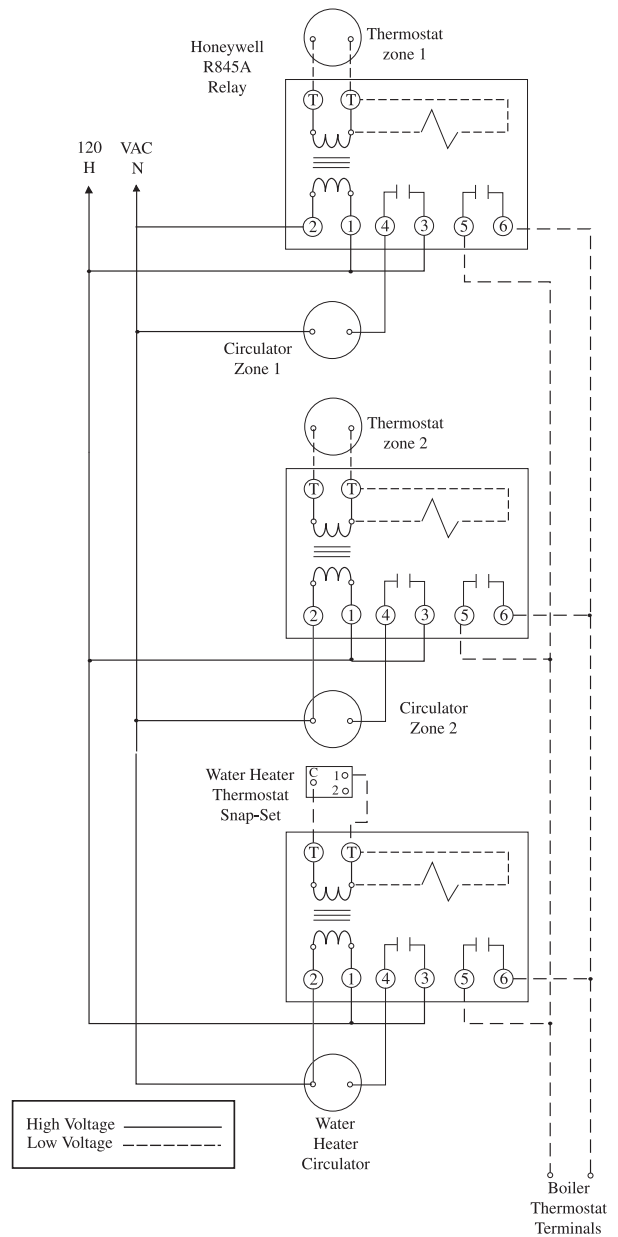 Honeywell
R845A
Relay
Thermostat
zone 1
T T
120 VAC
H N
2 1 4 3 5 6
Circulator
Zone 1
Thermostat
zone 2
T T
2 1 4 3 5 6
Circulator
Zone 2
Water Heater
Thermostat
Snap-Set
C 1
2
T T
2 1 4 3 5 6
High Voltage
Low Voltage
Water
Heater
Circulator
Boiler
Thermostat
Terminals